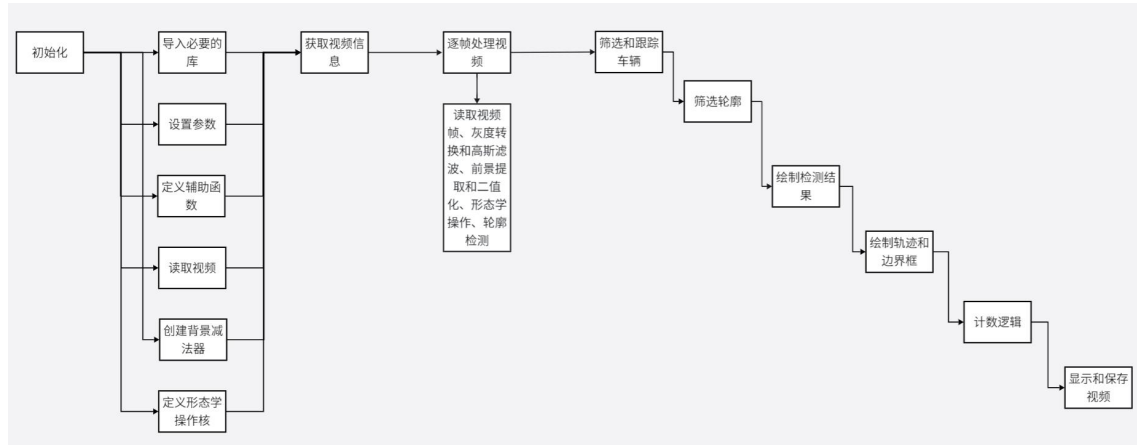 初始化
导入必要的
库
设置参数
定义辅助函
数
读取视频
创建背景减
法器
定义形态学
操作核
获取视频信
息
逐帧处理视
频
读取视频
帧、灰度转
换和高斯滤
波、前景提
取和二值
化、形态学
操作、轮廓
检测
筛选和跟踪
车辆
筛选轮廓
绘制检测结
果
绘制轨迹和
边界框
计数逻辑
显示和保存
视频